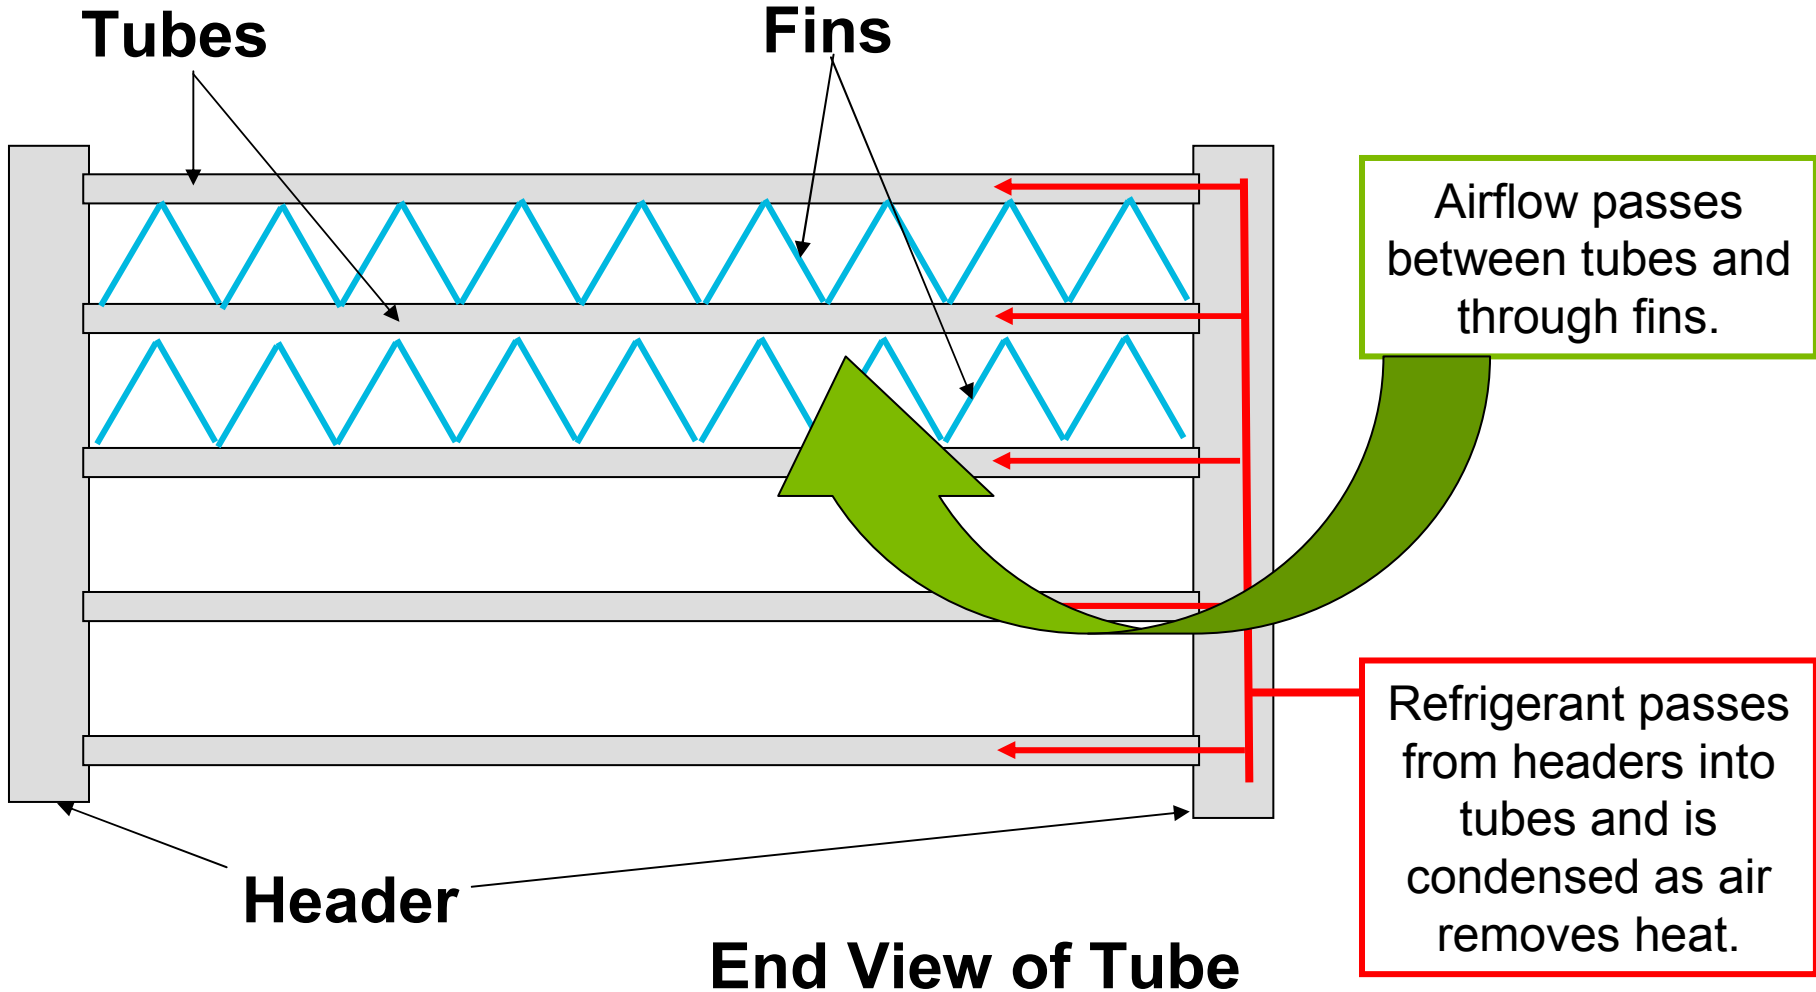 Tubes
Fins
Airflow passes
between tubes and
through fins.
Refrigerant passes
from headers into
tubes and is
condensed as air
removes heat.
Header
End View of Tube